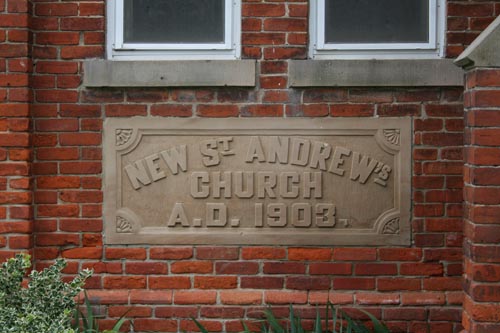 NEW ST ANDREW'S
CHURCH
A.D. 1903.